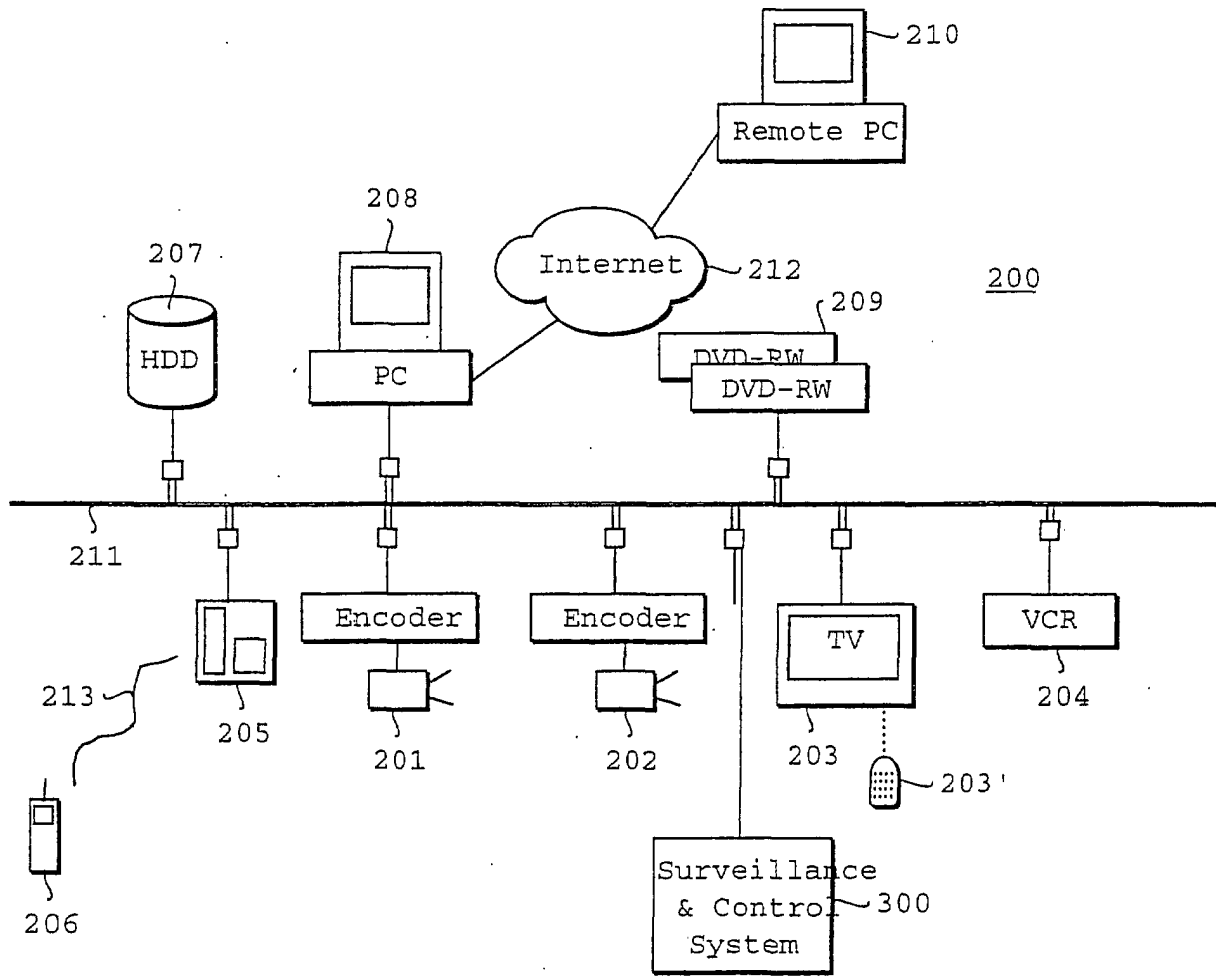 210
Remote PC
208
207
Internet
212
200
209
HDD
PC
DVD-RW
DVD-RW
211
Encoder
Encoder
TV
VCR
213
205
201
202
203
204
203'
206
Surveillance
& Control
System
300